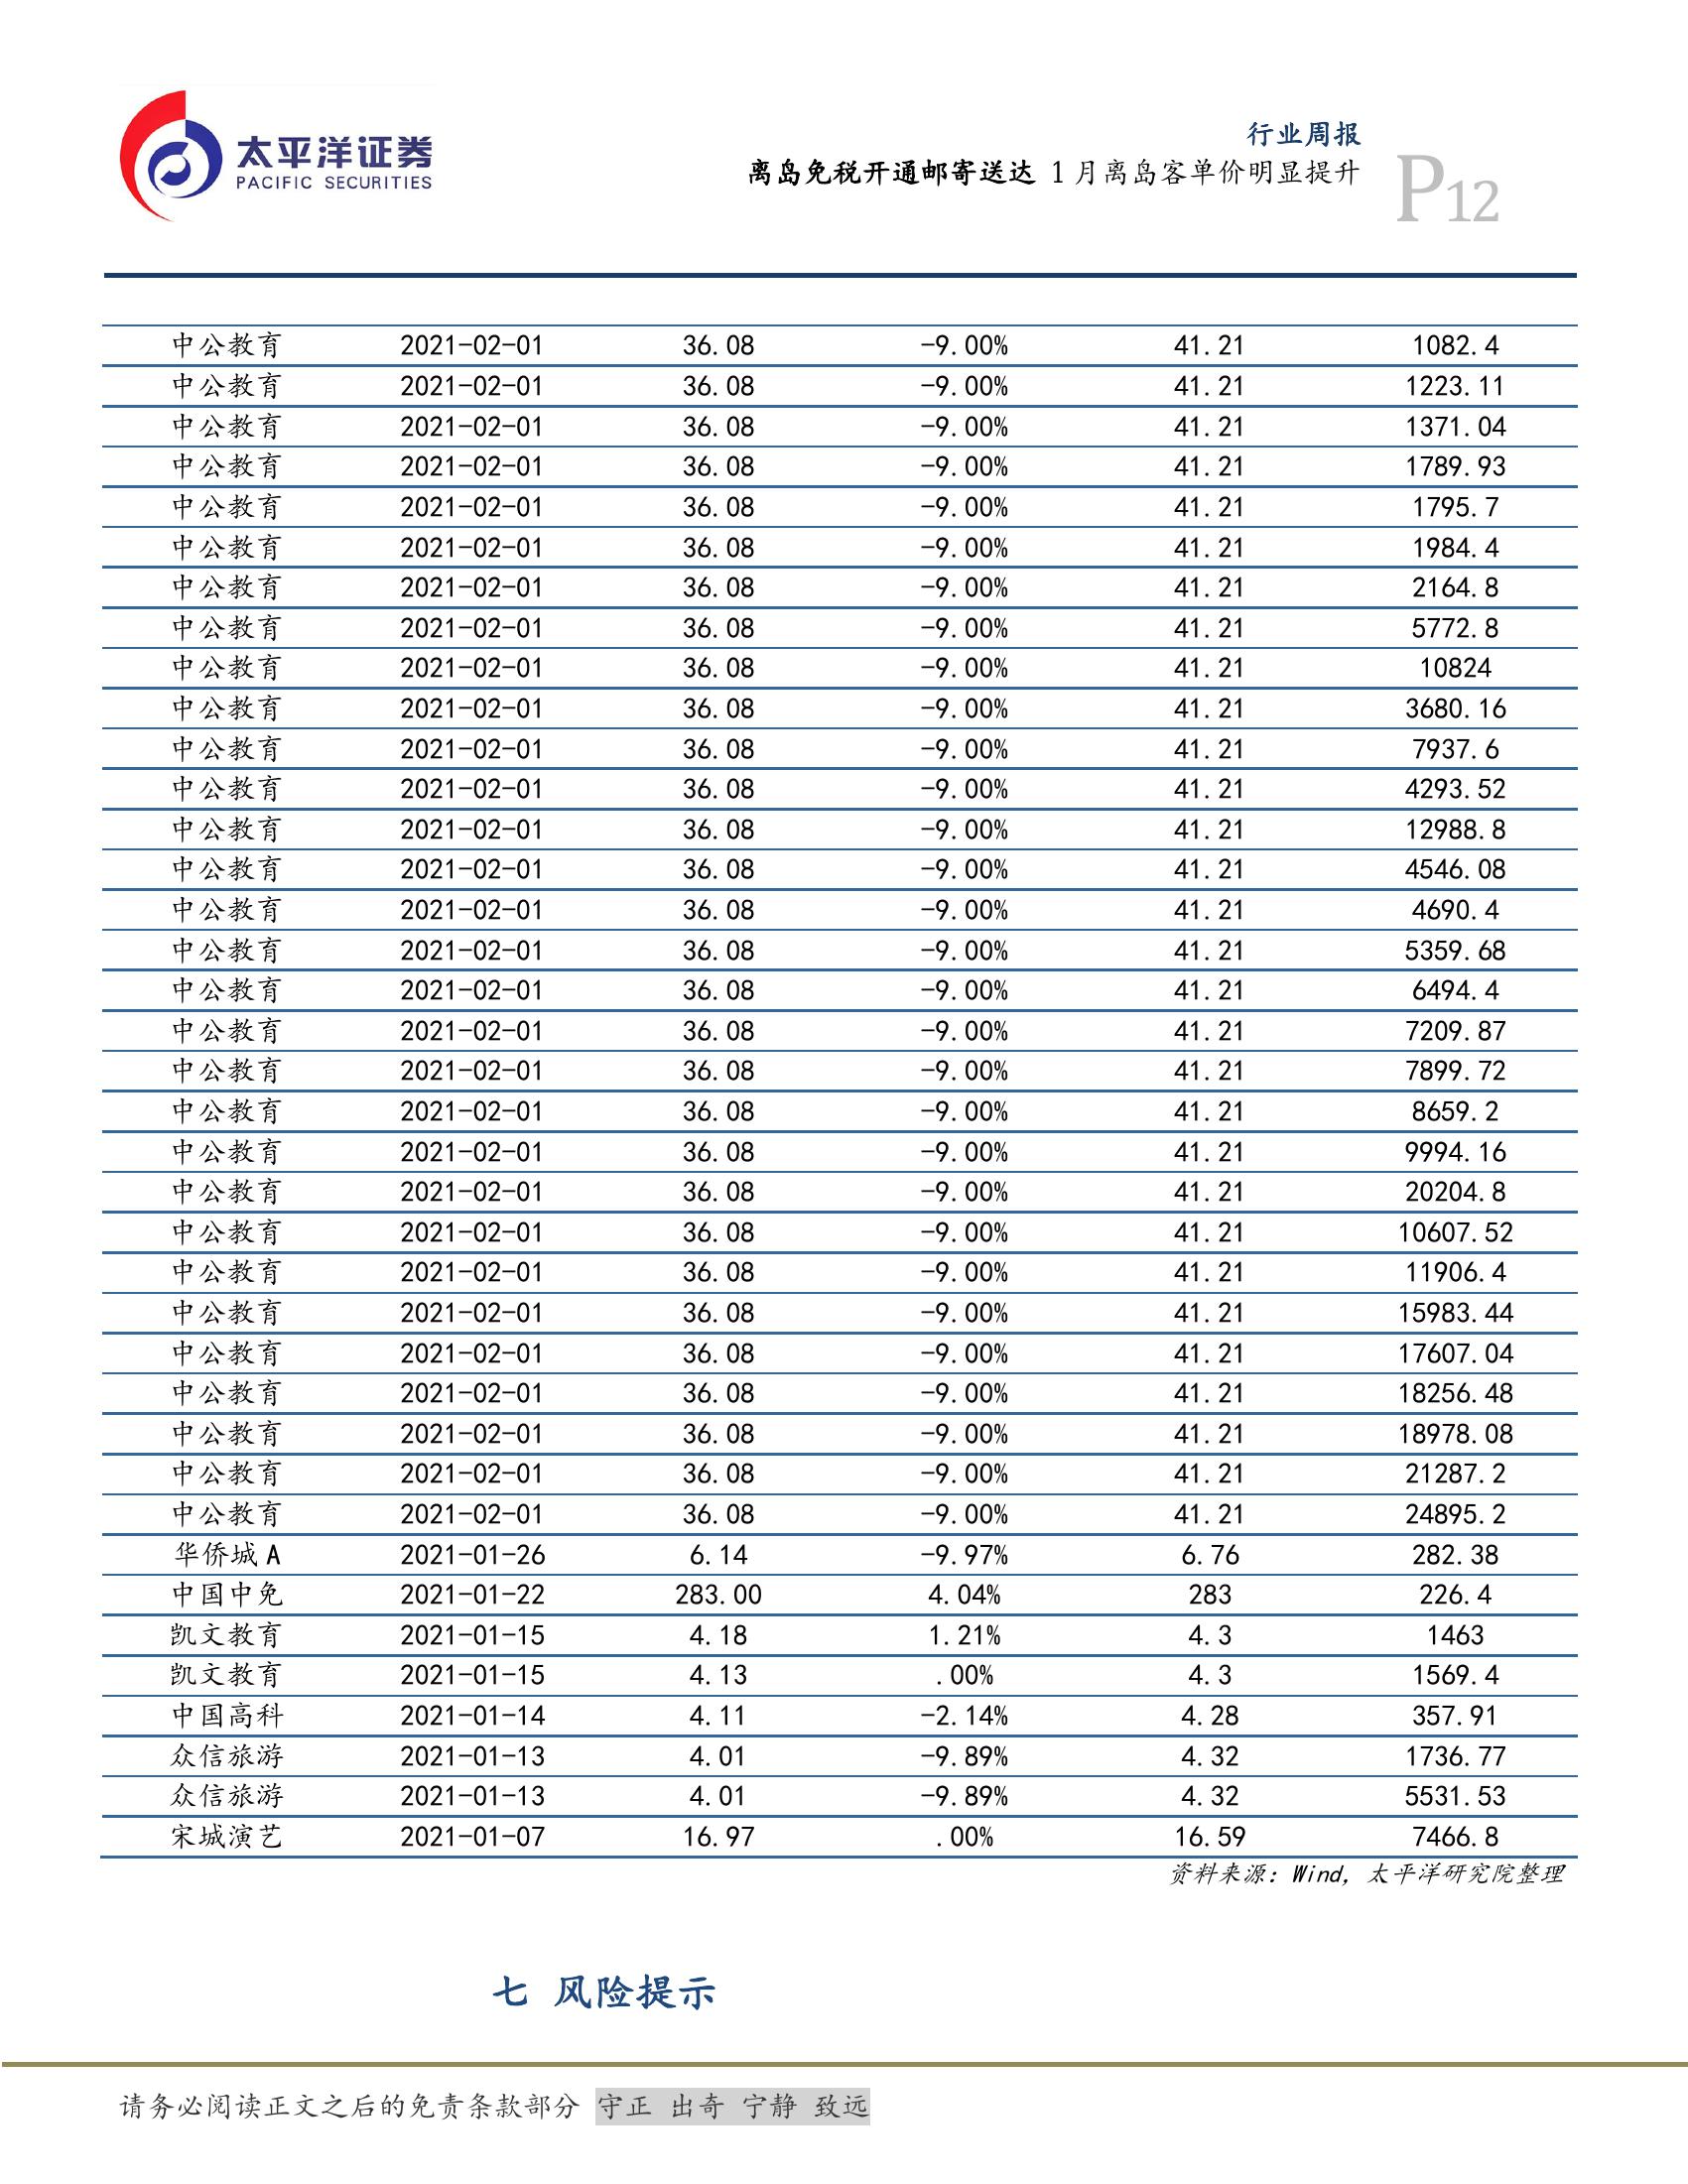 太平洋证券
PACIFIC SECURITIES
行业周报
离岛免税开通邮寄送达 1月离岛客单价明显提升
P12
中公教育 2021-02-01 36.08 -9.00% 41.21 1082.4
中公教育 2021-02-01 36.08 -9.00% 41.21 1223.11
中公教育 2021-02-01 36.08 -9.00% 41.21 1371.04
中公教育 2021-02-01 36.08 -9.00% 41.21 1789.93
中公教育 2021-02-01 36.08 -9.00% 41.21 1795.7
中公教育 2021-02-01 36.08 -9.00% 41.21 1984.4
中公教育 2021-02-01 36.08 -9.00% 41.21 2164.8
中公教育 2021-02-01 36.08 -9.00% 41.21 5772.8
中公教育 2021-02-01 36.08 -9.00% 41.21 10824
中公教育 2021-02-01 36.08 -9.00% 41.21 3680.16
中公教育 2021-02-01 36.08 -9.00% 41.21 7937.6
中公教育 2021-02-01 36.08 -9.00% 41.21 4293.52
中公教育 2021-02-01 36.08 -9.00% 41.21 12988.8
中公教育 2021-02-01 36.08 -9.00% 41.21 4546.08
中公教育 2021-02-01 36.08 -9.00% 41.21 4690.4
中公教育 2021-02-01 36.08 -9.00% 41.21 5359.68
中公教育 2021-02-01 36.08 -9.00% 41.21 6494.4
中公教育 2021-02-01 36.08 -9.00% 41.21 7209.87
中公教育 2021-02-01 36.08 -9.00% 41.21 7899.72
中公教育 2021-02-01 36.08 -9.00% 41.21 8659.2
中公教育 2021-02-01 36.08 -9.00% 41.21 9994.16
中公教育 2021-02-01 36.08 -9.00% 41.21 20204.8
中公教育 2021-02-01 36.08 -9.00% 41.21 10607.52
中公教育 2021-02-01 36.08 -9.00% 41.21 11906.4
中公教育 2021-02-01 36.08 -9.00% 41.21 15983.44
中公教育 2021-02-01 36.08 -9.00% 41.21 17607.04
中公教育 2021-02-01 36.08 -9.00% 41.21 18256.48
中公教育 2021-02-01 36.08 -9.00% 41.21 18978.08
中公教育 2021-02-01 36.08 -9.00% 41.21 21287.2
中公教育 2021-02-01 36.08 -9.00% 41.21 24895.2
华侨城A 2021-01-26 6.14 -9.97% 6.76 282.38
中国中免 2021-01-22 283.00 4.04% 283 226.4
凯文教育 2021-01-15 4.18 1.21% 4.3 1463
凯文教育 2021-01-15 4.13 .00% 4.3 1569.4
中国高科 2021-01-14 4.11 -2.14% 4.28 357.91
众信旅游 2021-01-13 4.01 -9.89% 4.32 1736.77
众信旅游 2021-01-13 4.01 -9.89% 4.32 5531.53
宋城演艺 2021-01-07 16.97 .00% 16.59 7466.8
资料来源：Wind，太平洋研究院整理
七 风险提示
请务必阅读正文之后的免责条款部分 守正 出奇 宁静 致远